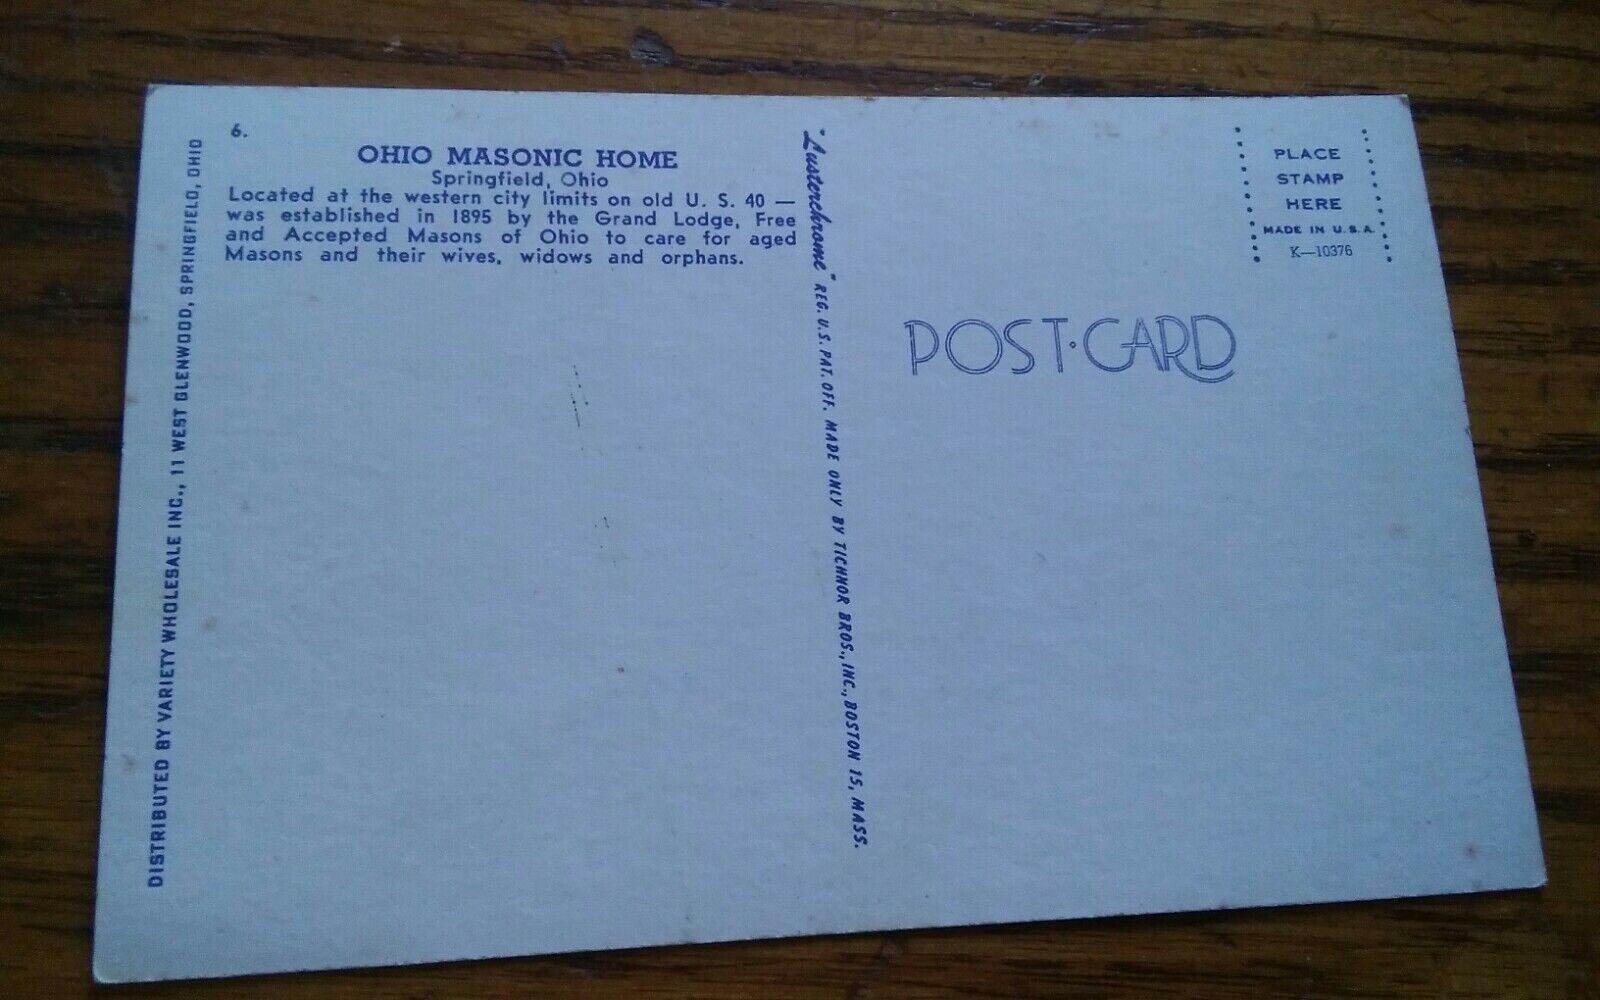 6.
OHIO MASONIC HOME
Springfield, Ohio
Located at the western city limits on old U. S. 40 —
was established in 1895 by the Grand Lodge, Free
and Accepted Masons of Ohio to care for aged
Masons and their wives, widows and orphans.
DISTRIBUTED BY VARIETY WHOLESALE INC., 11 WEST GLENWOOD, SPRINGFIELD, OHIO
"Lusterchrome" REG. U.S. PAT. OFF. MADE ONLY BY TICHNOR BROS., INC., BOSTON 15, MASS.
PLACE
STAMP
HERE
MADE IN U.S.A.
K—10376
POST·CARD